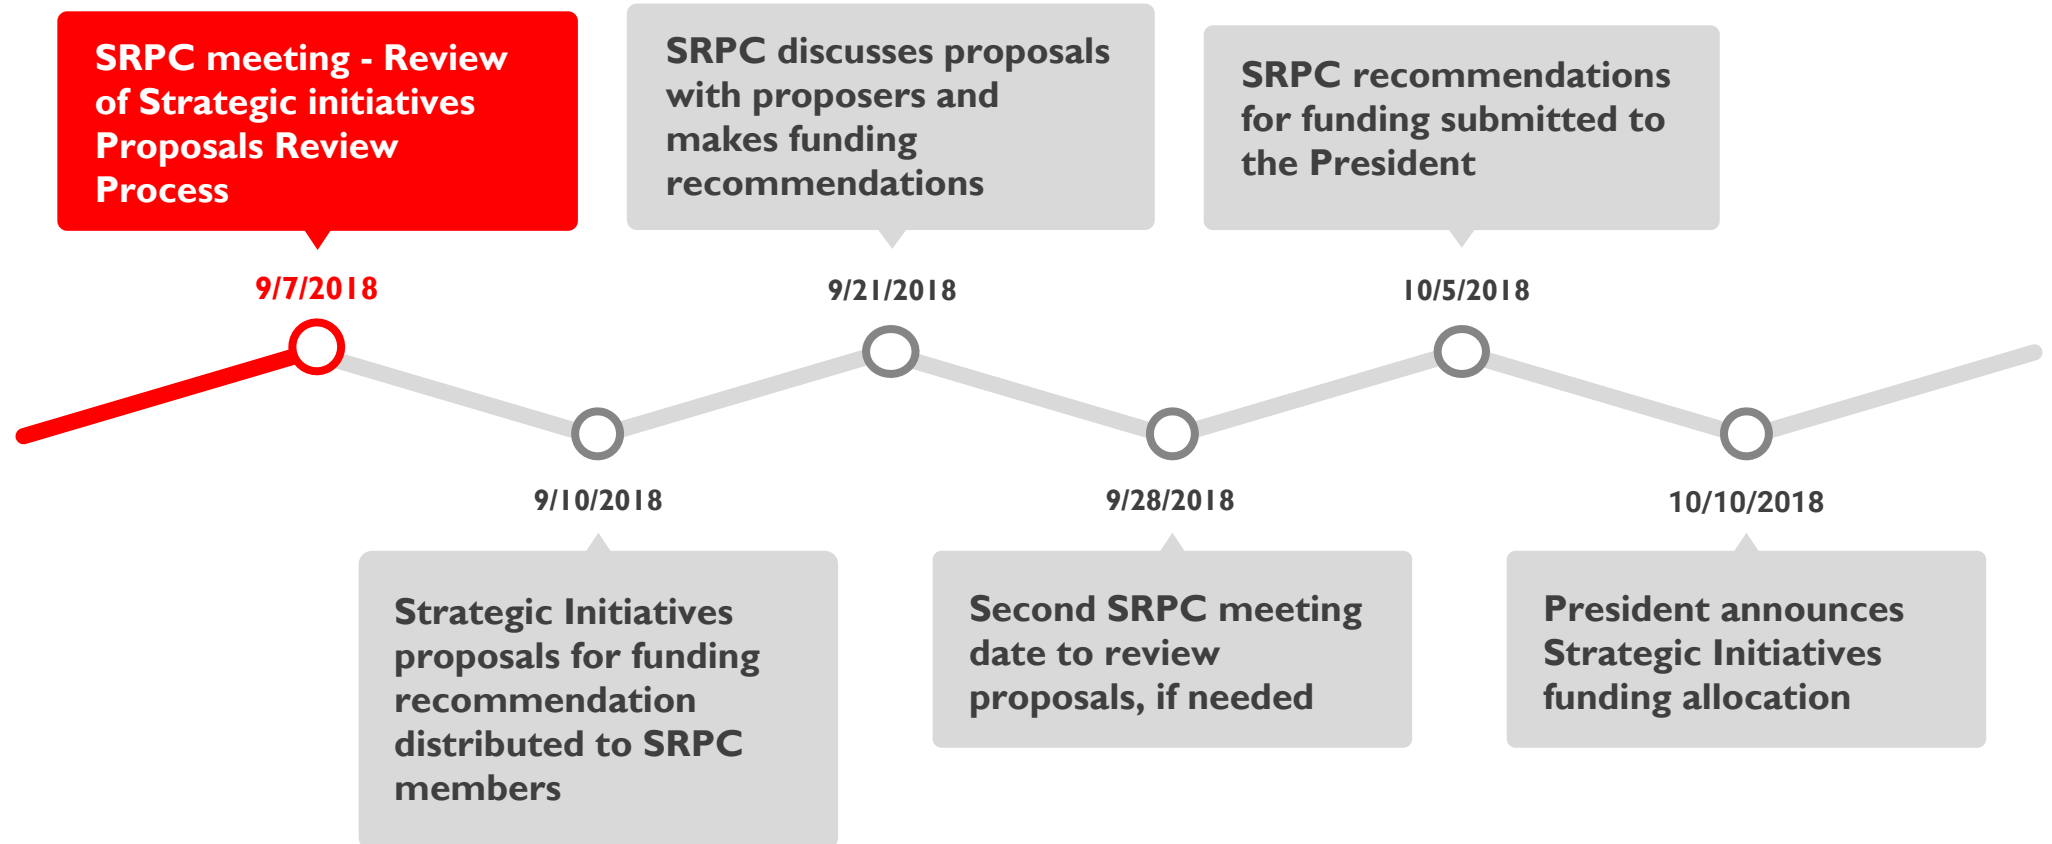 SRPC meeting - Review
of Strategic initiatives
Proposals Review
Process
9/7/2018
Strategic Initiatives
proposals for funding
recommendation
distributed to SRPC
members
9/10/2018
SRPC discusses proposals
with proposers and
makes funding
recommendations
9/21/2018
Second SRPC meeting
date to review
proposals, if needed
9/28/2018
SRPC recommendations
for funding submitted to
the President
10/5/2018
President announces
Strategic Initiatives
funding allocation
10/10/2018